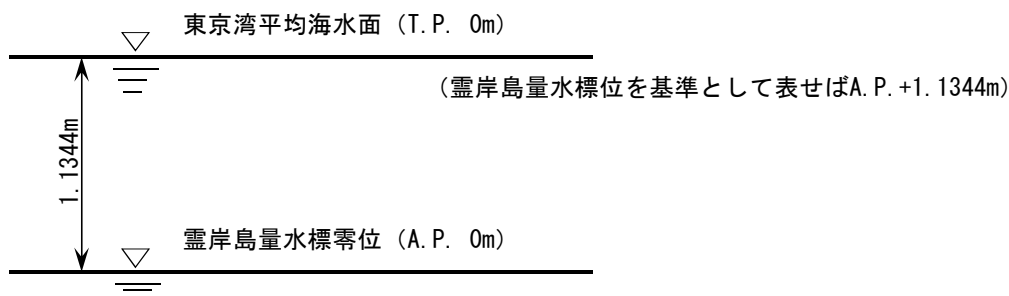 東京湾平均海水面（T.P. 0m）
（霊岸島量水標位を基準として表せばA.P.+1.1344m）
1.1344m
霊岸島量水標零位（A.P. 0m）